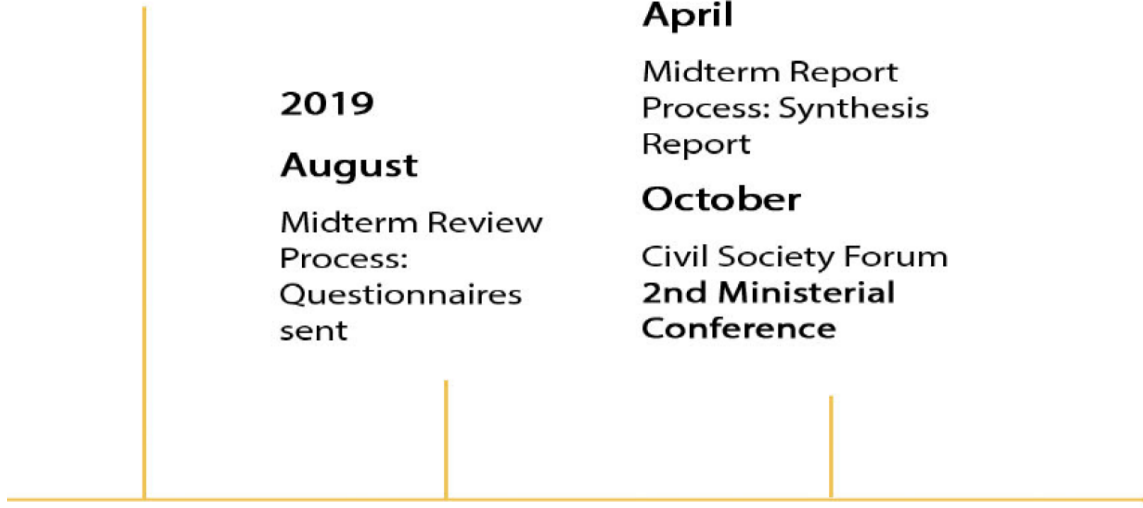 2019
August
Midterm Review
Process:
Questionnaires
sent
April
Midterm Report
Process: Synthesis
Report
October
Civil Society Forum
2nd Ministerial
Conference